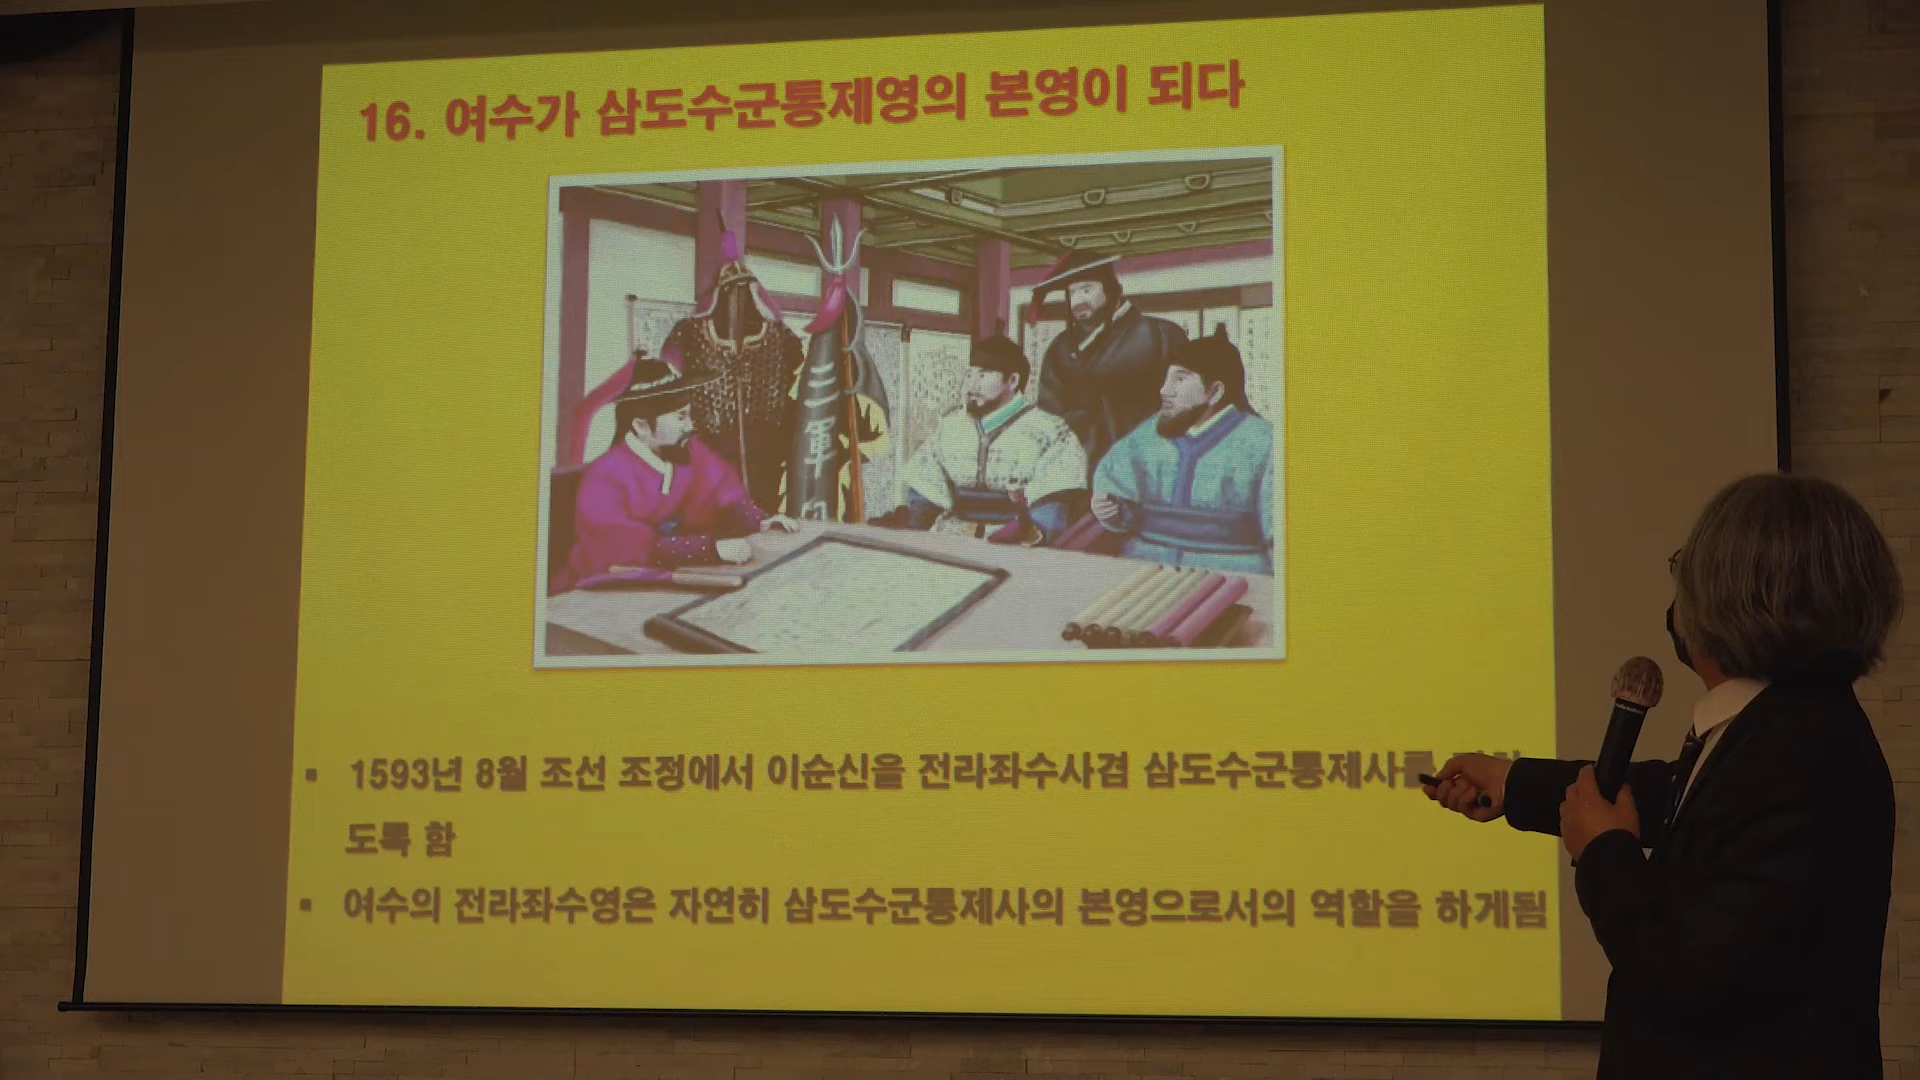 16. 여수가 삼도수군통제영의 본영이 되다
三
軍
▪ 1593년 8월 조선 조정에서 이순신을 전라좌수사겸 삼도수군통제사를
도록 함
▪ 여수의 전라좌수영은 자연히 삼도수군통제사의 본영으로서의 역할을 하게됨